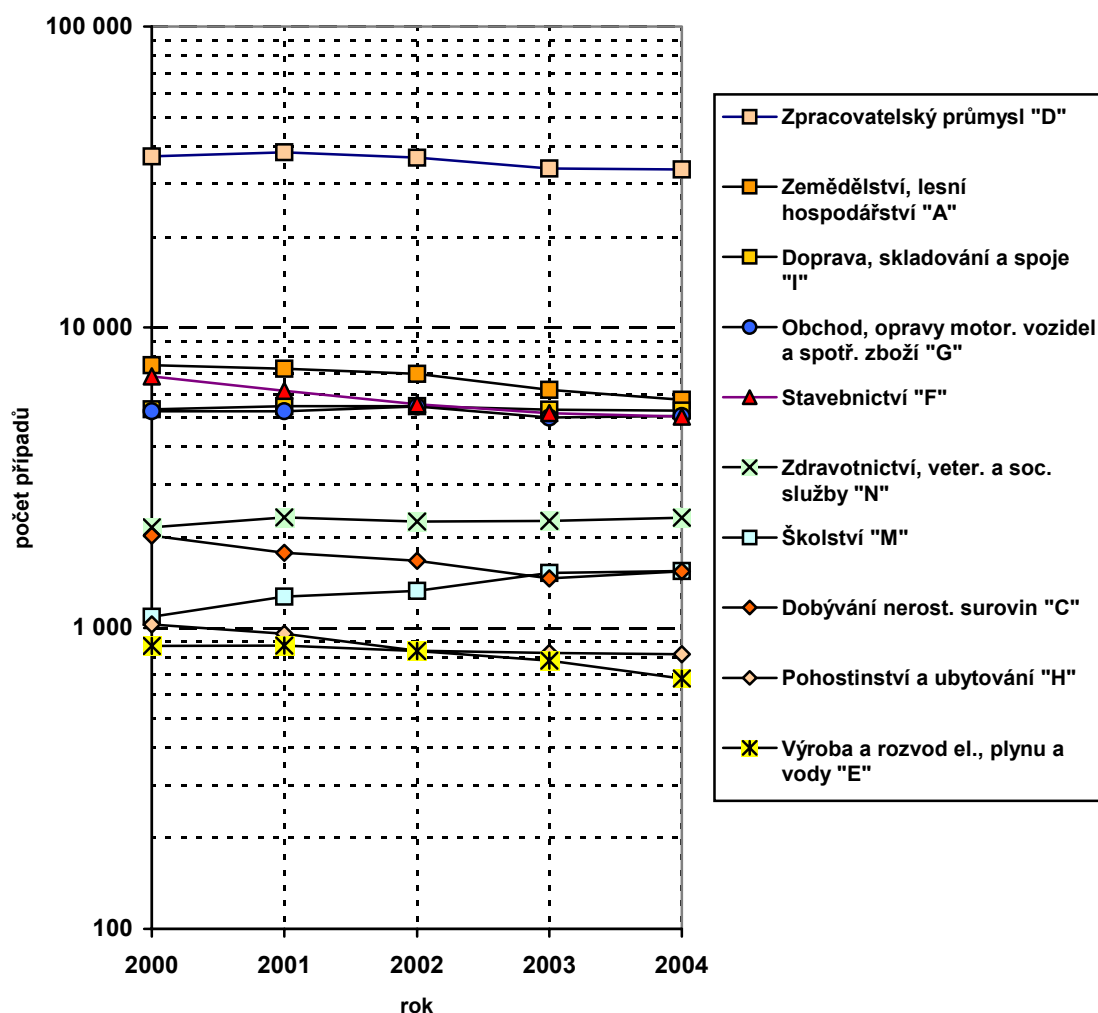 100 000
10 000
1 000
100
počet případů
2000
2001
2002
2003
2004
rok
Zpracovatelský průmysl "D"
Zemědělství, lesní
hospodářství "A"
Doprava, skladování a spoje
"I"
Obchod, opravy motor. vozidel
a spotř. zboží "G"
Stavebnictví "F"
Zdravotnictví, veter. a soc.
služby "N"
Školství "M"
Dobývání nerost. surovin "C"
Pohostinství a ubytování "H"
Výroba a rozvod el., plynu a
vody "E"